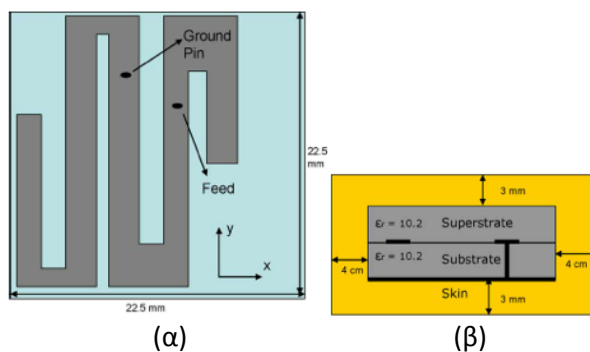 Ground
Pin
Feed
y
x
22.5
mm
22.5 mm
(α)
3 mm
εr = 10.2 Superstrate
εr = 10.2 Substrate
4 cm
4 cm
Skin
3 mm
(β)